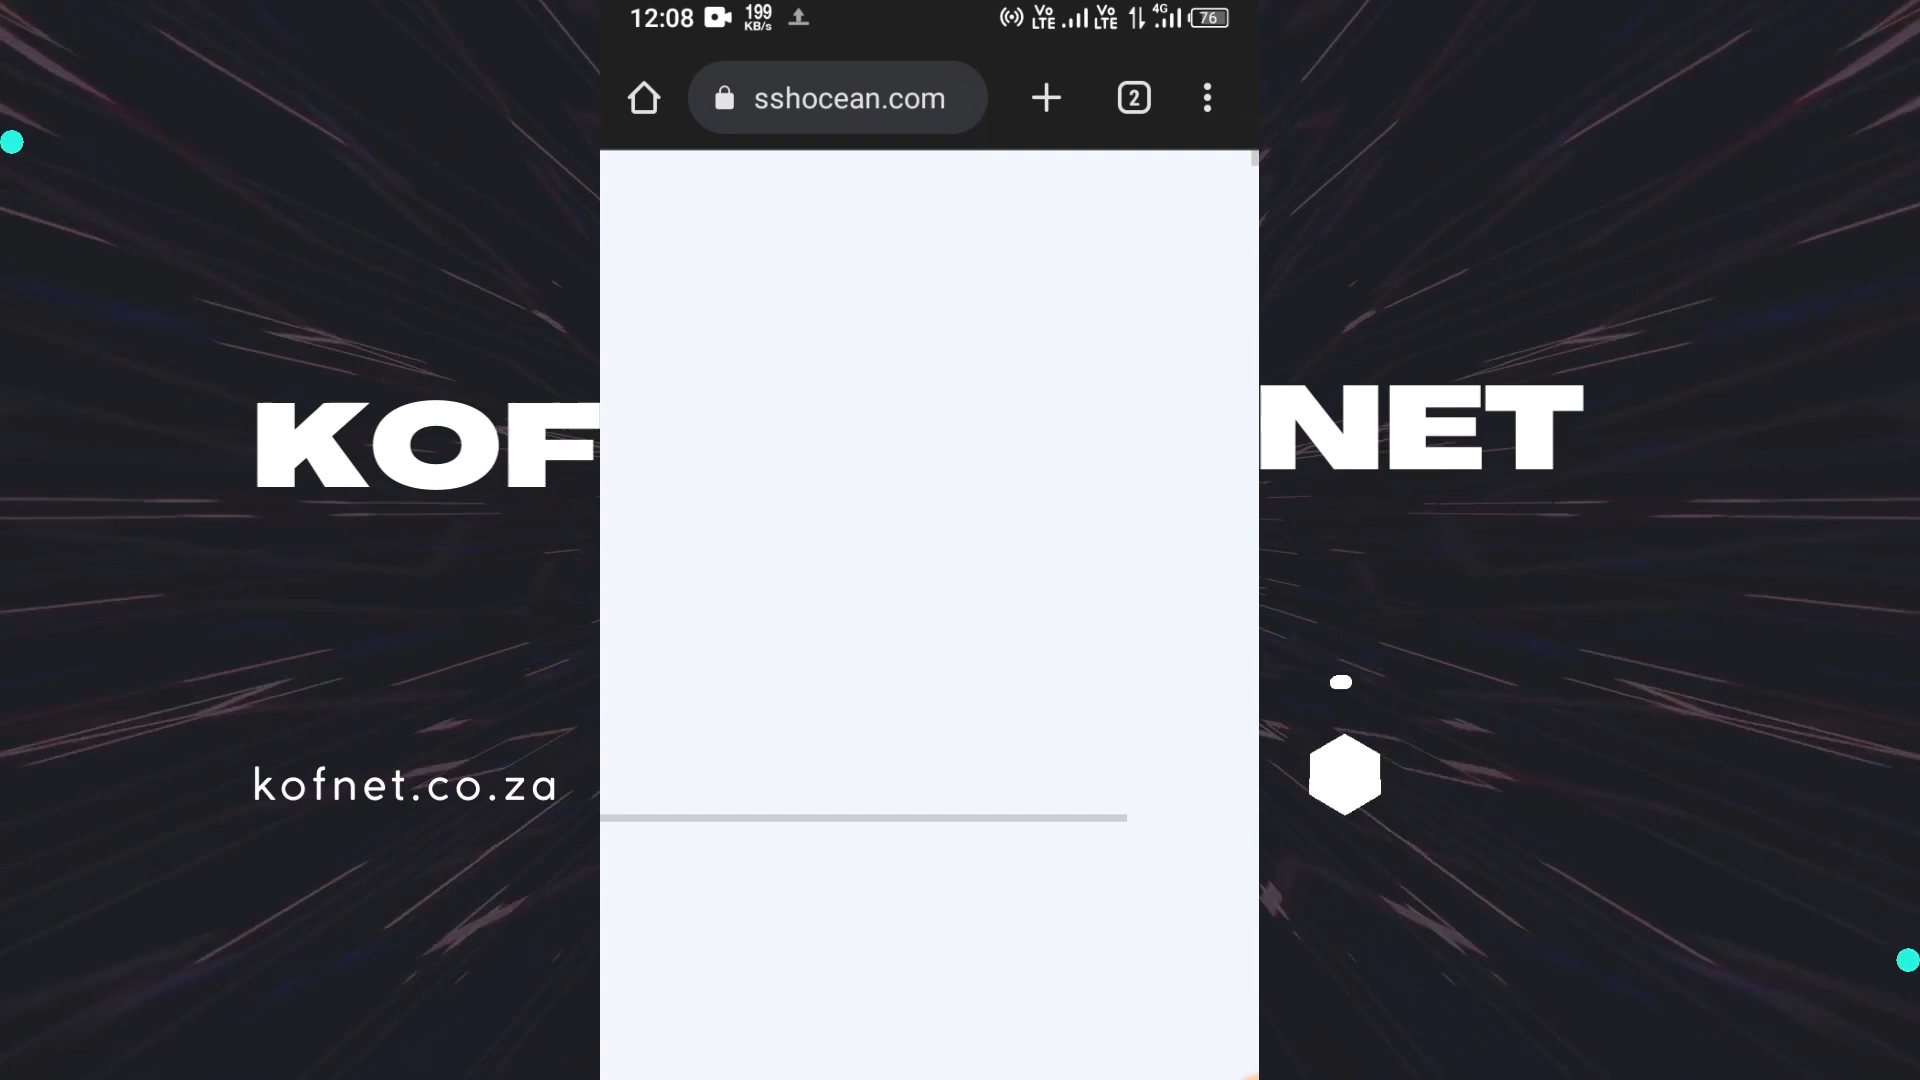 12:08 199 KB/s Vo LTE Vo LTE 4G 76
sshocean.com 2
KOF NET
kofnet.co.za